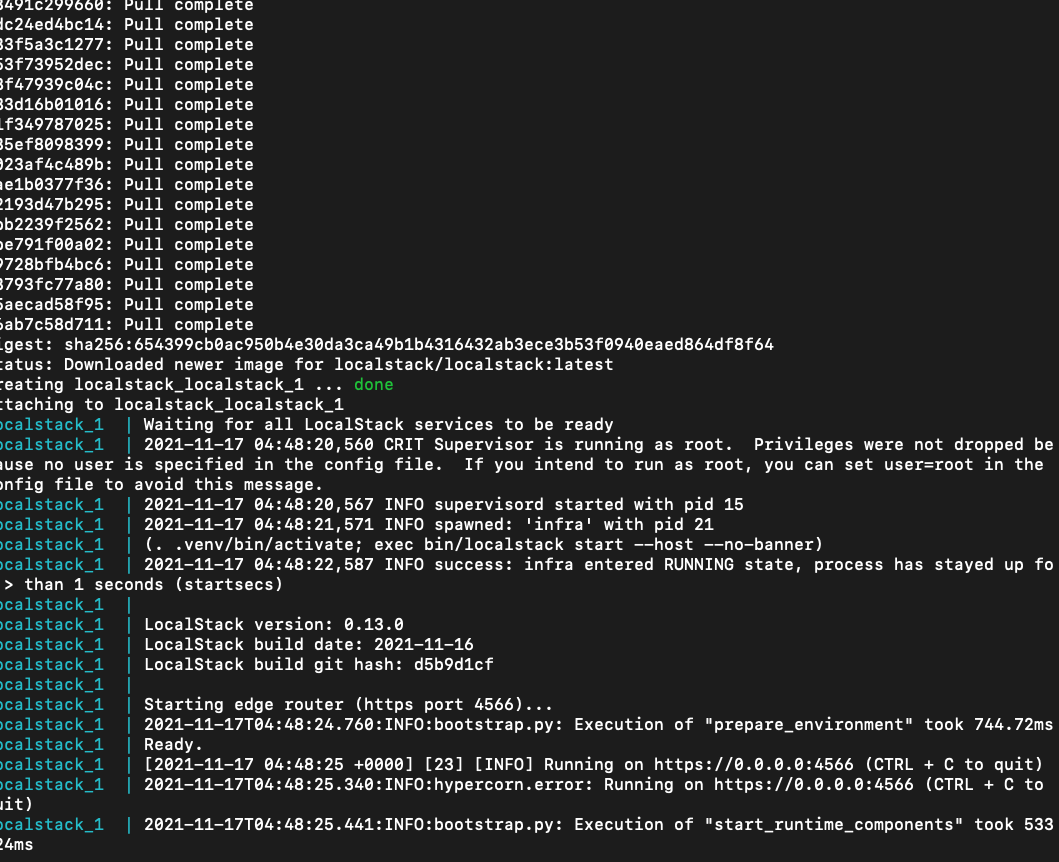 3491c299660: Pull complete
dc24ed4bc14: Pull complete
33f5a3c1277: Pull complete
53f73952dec: Pull complete
3f47939c04c: Pull complete
33d16b01016: Pull complete
1f349787025: Pull complete
35ef8098399: Pull complete
023af4c489b: Pull complete
ae1b0377f36: Pull complete
2193d47b295: Pull complete
bb2239f2562: Pull complete
be791f00a02: Pull complete
9728bfb4bc6: Pull complete
3793fc77a80: Pull complete
5aecad58f95: Pull complete
6ab7c58d711: Pull complete
igest: sha256:654399cb0ac950b4e30da3ca49b1b4316432ab3ece3b53f0940eaed864df8f64
tatus: Downloaded newer image for localstack/localstack:latest
reating localstack_localstack_1 ... done
ttaching to localstack_localstack_1
ocalstack_1  | Waiting for all LocalStack services to be ready
ocalstack_1  | 2021-11-17 04:48:20,560 CRIT Supervisor is running as root.  Privileges were not dropped be
ause no user is specified in the config file.  If you intend to run as root, you can set user=root in the
onfig file to avoid this message.
ocalstack_1  | 2021-11-17 04:48:20,567 INFO supervisord started with pid 15
ocalstack_1  | 2021-11-17 04:48:21,571 INFO spawned: 'infra' with pid 21
ocalstack_1  | (. .venv/bin/activate; exec bin/localstack start --host --no-banner)
ocalstack_1  | 2021-11-17 04:48:22,587 INFO success: infra entered RUNNING state, process has stayed up fo
> than 1 seconds (startsecs)
ocalstack_1  |
ocalstack_1  | LocalStack version: 0.13.0
ocalstack_1  | LocalStack build date: 2021-11-16
ocalstack_1  | LocalStack build git hash: d5b9d1cf
ocalstack_1  |
ocalstack_1  | Starting edge router (https port 4566)...
ocalstack_1  | 2021-11-17T04:48:24.760:INFO:bootstrap.py: Execution of "prepare_environment" took 744.72ms
ocalstack_1  | Ready.
ocalstack_1  | [2021-11-17 04:48:25 +0000] [23] [INFO] Running on https://0.0.0.0:4566 (CTRL + C to quit)
ocalstack_1  | 2021-11-17T04:48:25.340:INFO:hypercorn.error: Running on https://0.0.0.0:4566 (CTRL + C to
uit)
ocalstack_1  | 2021-11-17T04:48:25.441:INFO:bootstrap.py: Execution of "start_runtime_components" took 533
24ms